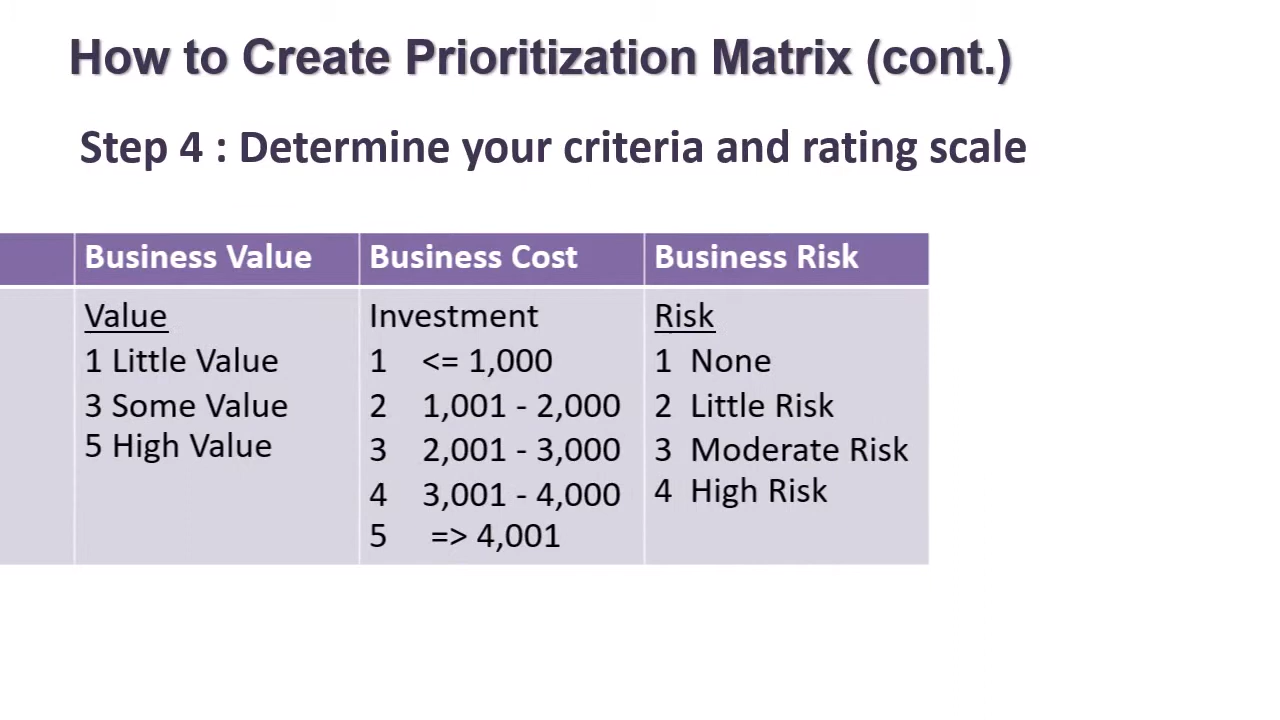 How to Create Prioritization Matrix (cont.)
Step 4 : Determine your criteria and rating scale
Business Value
Business Cost
Business Risk
Value
1 Little Value
3 Some Value
5 High Value
Investment
1 <= 1,000
2 1,001 - 2,000
3 2,001 - 3,000
4 3,001 - 4,000
5 => 4,001
Risk
1 None
2 Little Risk
3 Moderate Risk
4 High Risk